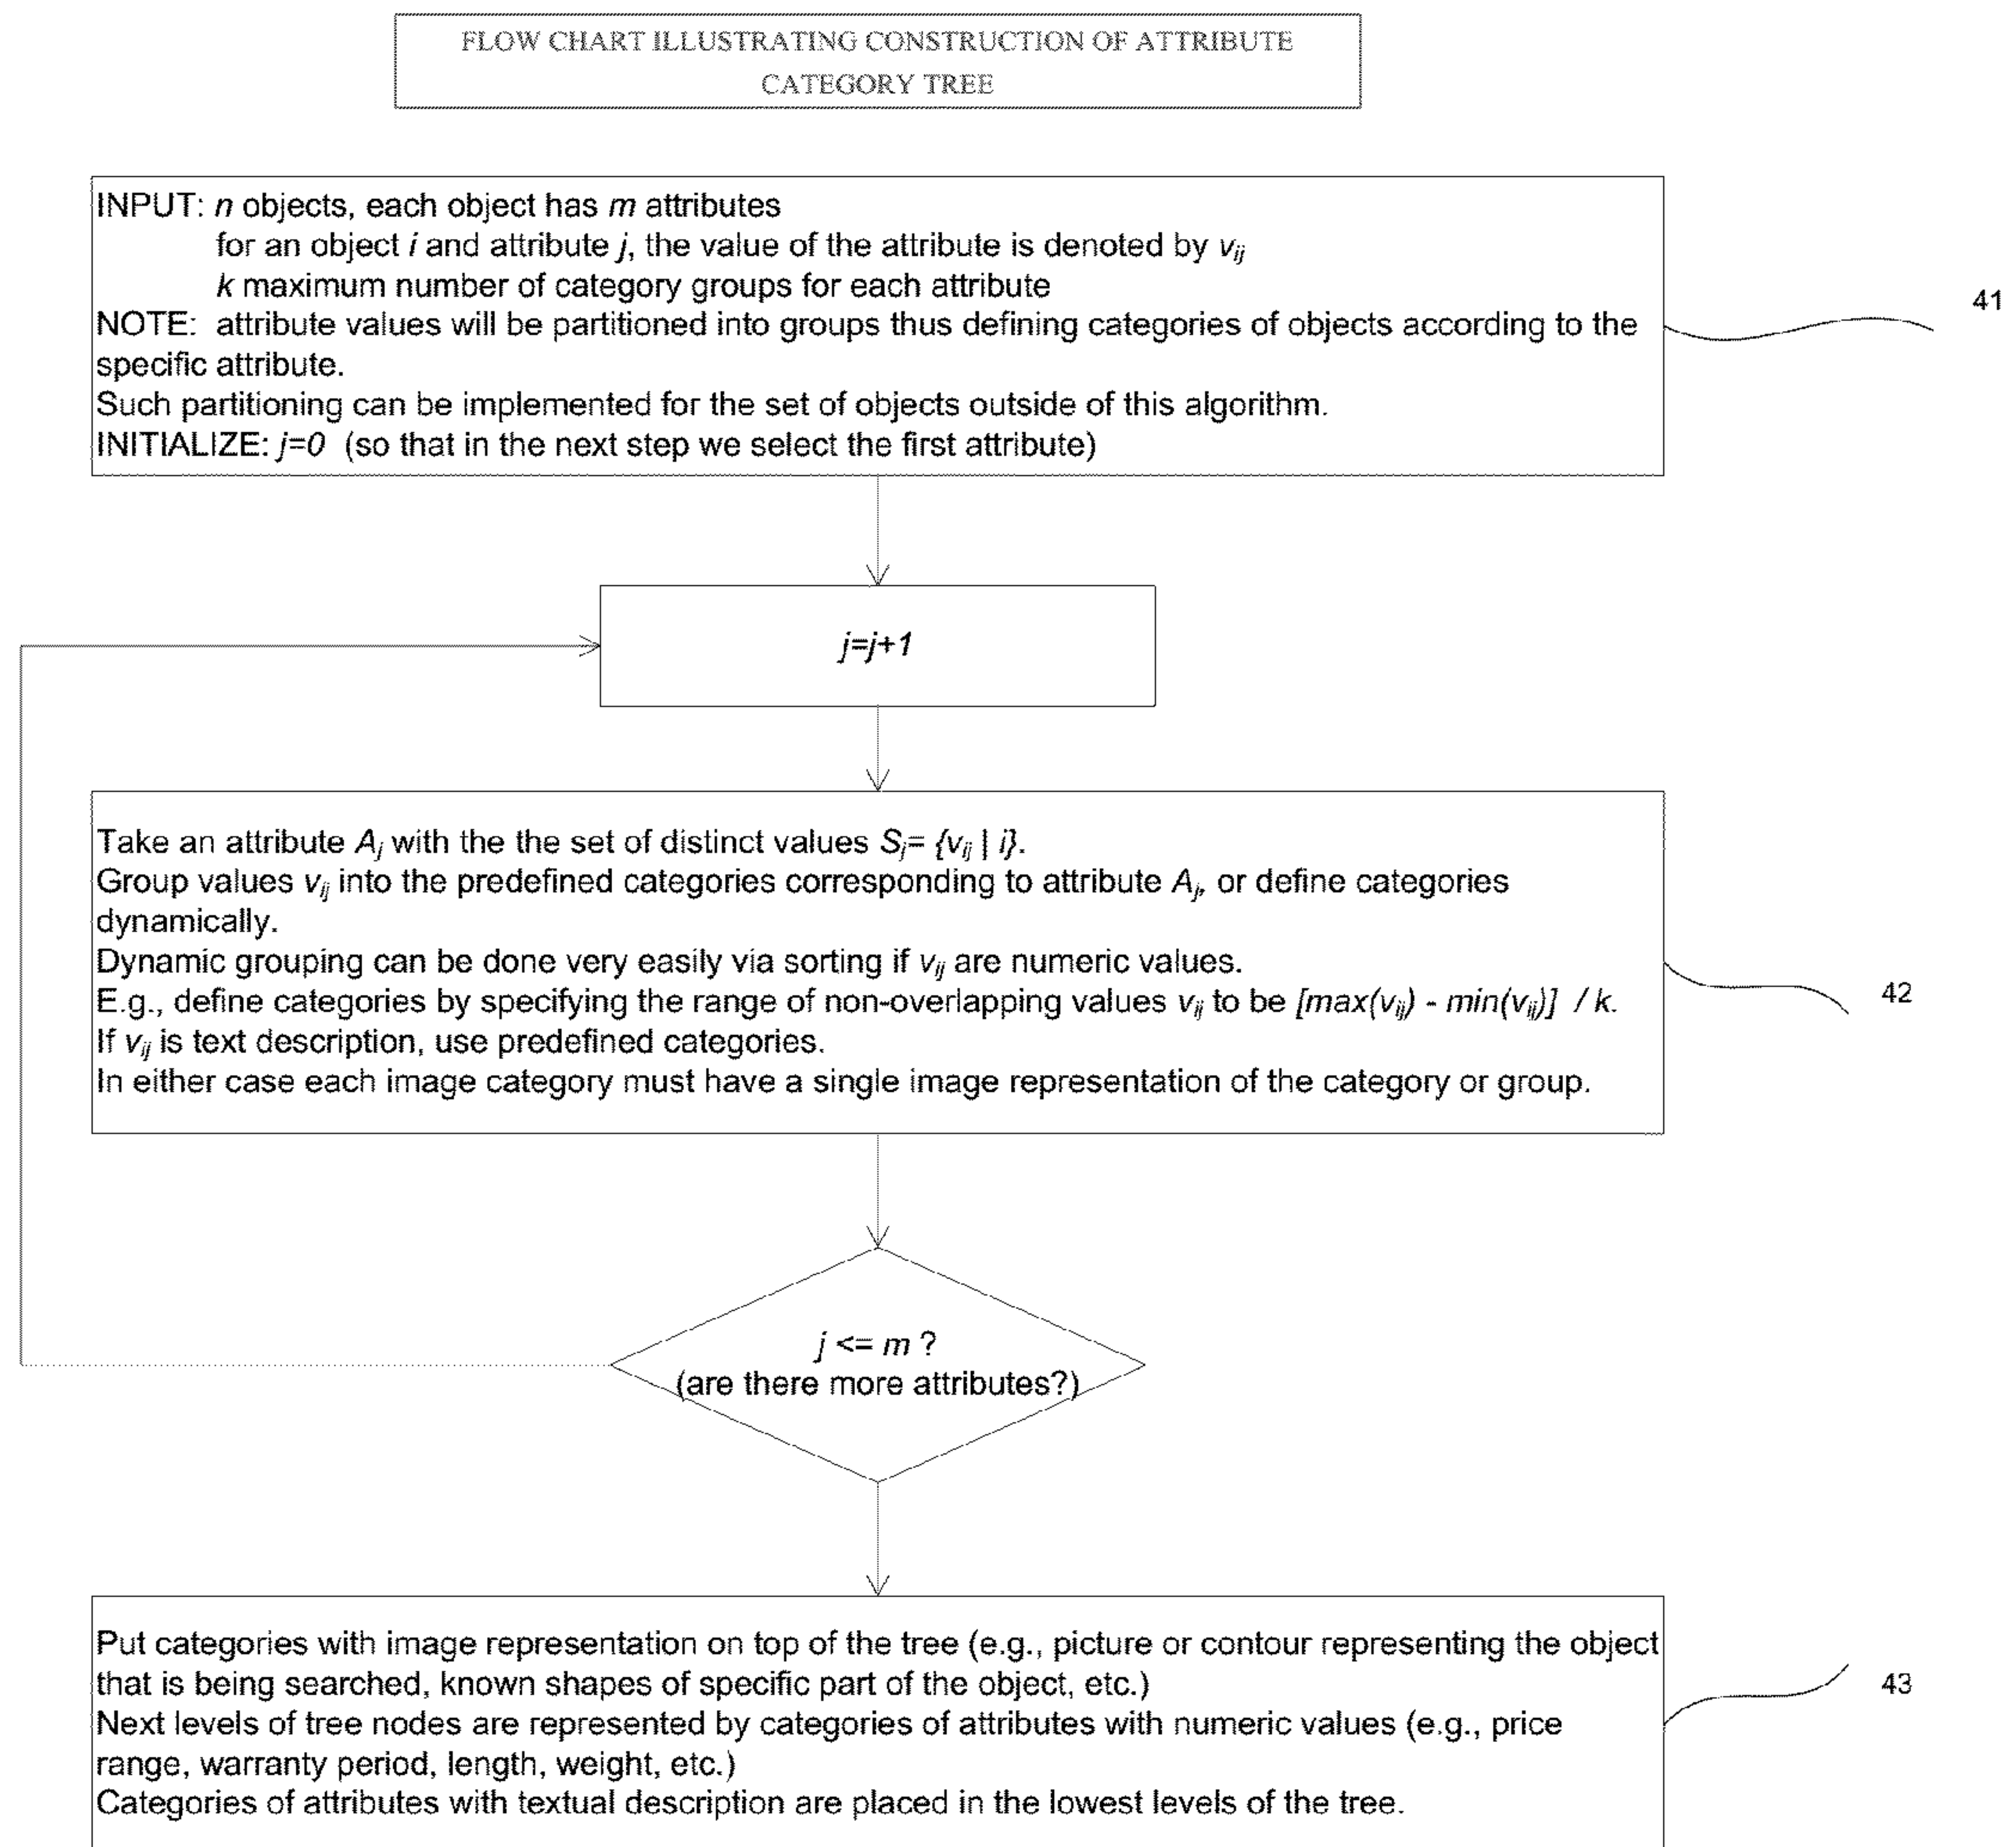 FLOW CHART ILLUSTRATING CONSTRUCTION OF ATTRIBUTE
CATEGORY TREE
INPUT: n objects, each object has m attributes
for an object i and attribute j, the value of the attribute is denoted by v_ij
k maximum number of category groups for each attribute
NOTE: attribute values will be partitioned into groups thus defining categories of objects according to the
specific attribute.
Such partitioning can be implemented for the set of objects outside of this algorithm.
INITIALIZE: j=0 (so that in the next step we select the first attribute)
41
j=j+1
Take an attribute A_j with the the set of distinct values S_j= {v_ij | i}.
Group values v_ij into the predefined categories corresponding to attribute A_j, or define categories
dynamically.
Dynamic grouping can be done very easily via sorting if v_ij are numeric values.
E.g., define categories by specifying the range of non-overlapping values v_ij to be [max(v_ij) - min(v_ij)] / k.
If v_ij is text description, use predefined categories.
In either case each image category must have a single image representation of the category or group.
42
j <= m ?
(are there more attributes?)
Put categories with image representation on top of the tree (e.g., picture or contour representing the object
that is being searched, known shapes of specific part of the object, etc.)
Next levels of tree nodes are represented by categories of attributes with numeric values (e.g., price
range, warranty period, length, weight, etc.)
Categories of attributes with textual description are placed in the lowest levels of the tree.
43